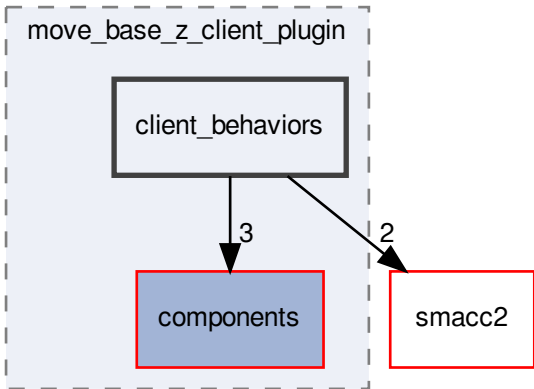 move_base_z_client_plugin
client_behaviors
3
2
components
smacc2